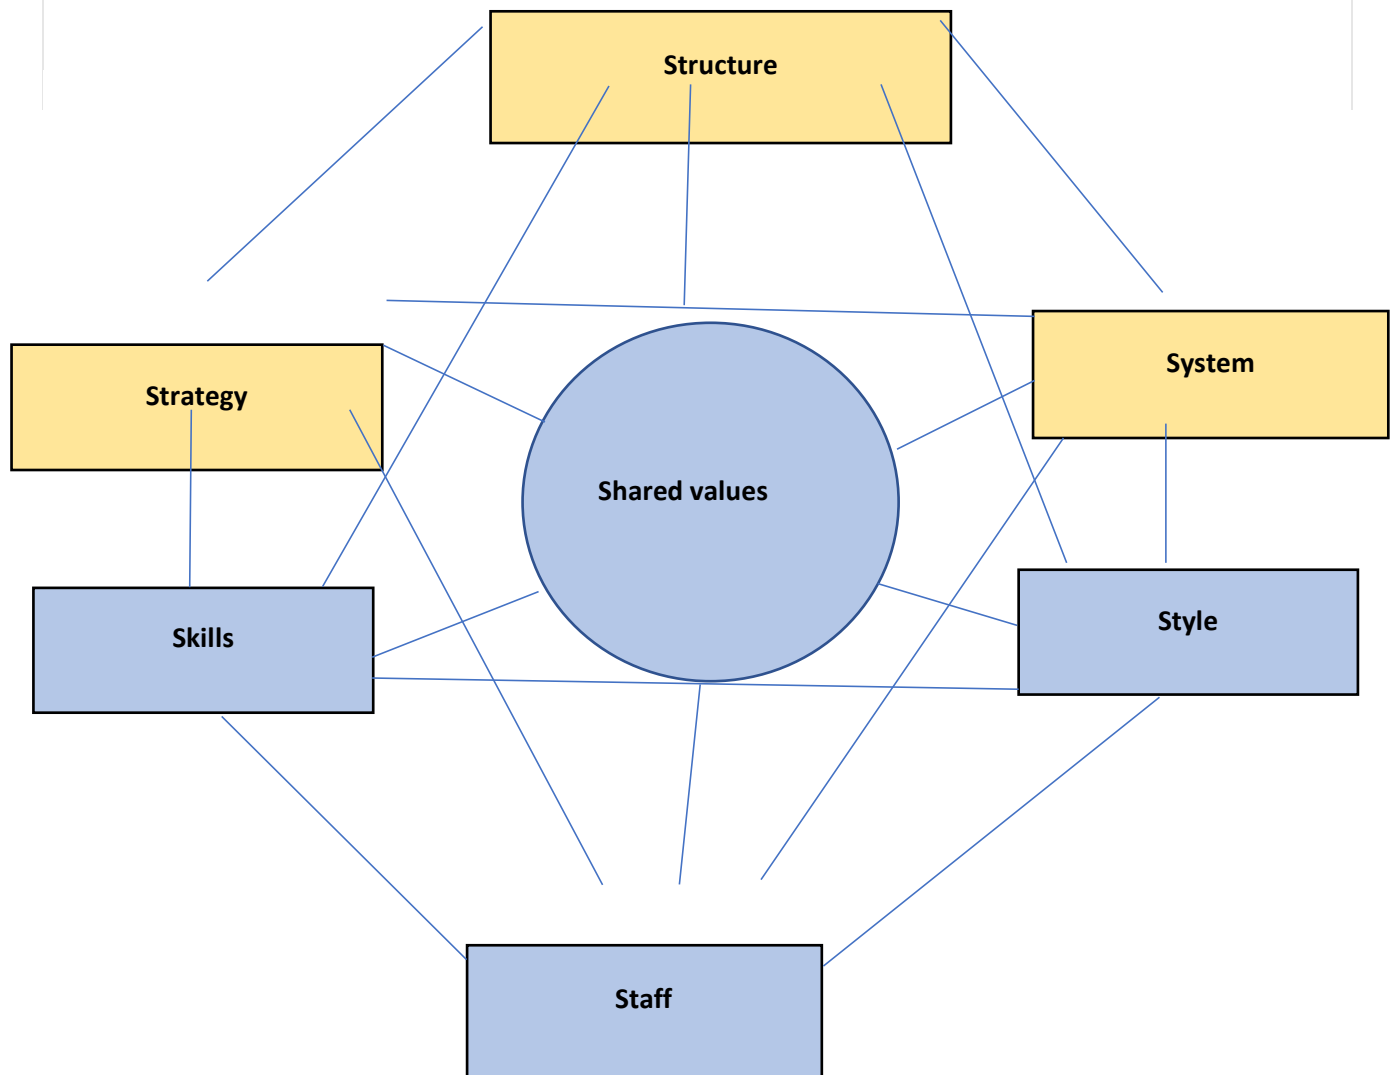 Structure
System
Strategy
Shared values
Style
Skills
Staff